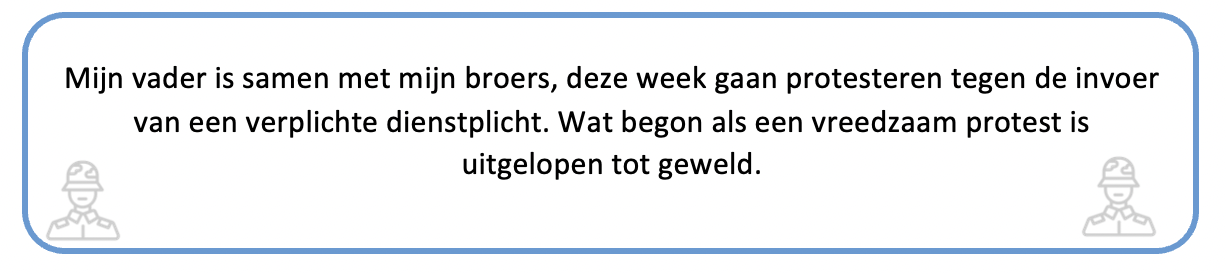 Mijn vader is samen met mijn broers, deze week gaan protesteren tegen de invoer
van een verplichte dienstplicht. Wat begon als een vreedzaam protest is
uitgelopen tot geweld.